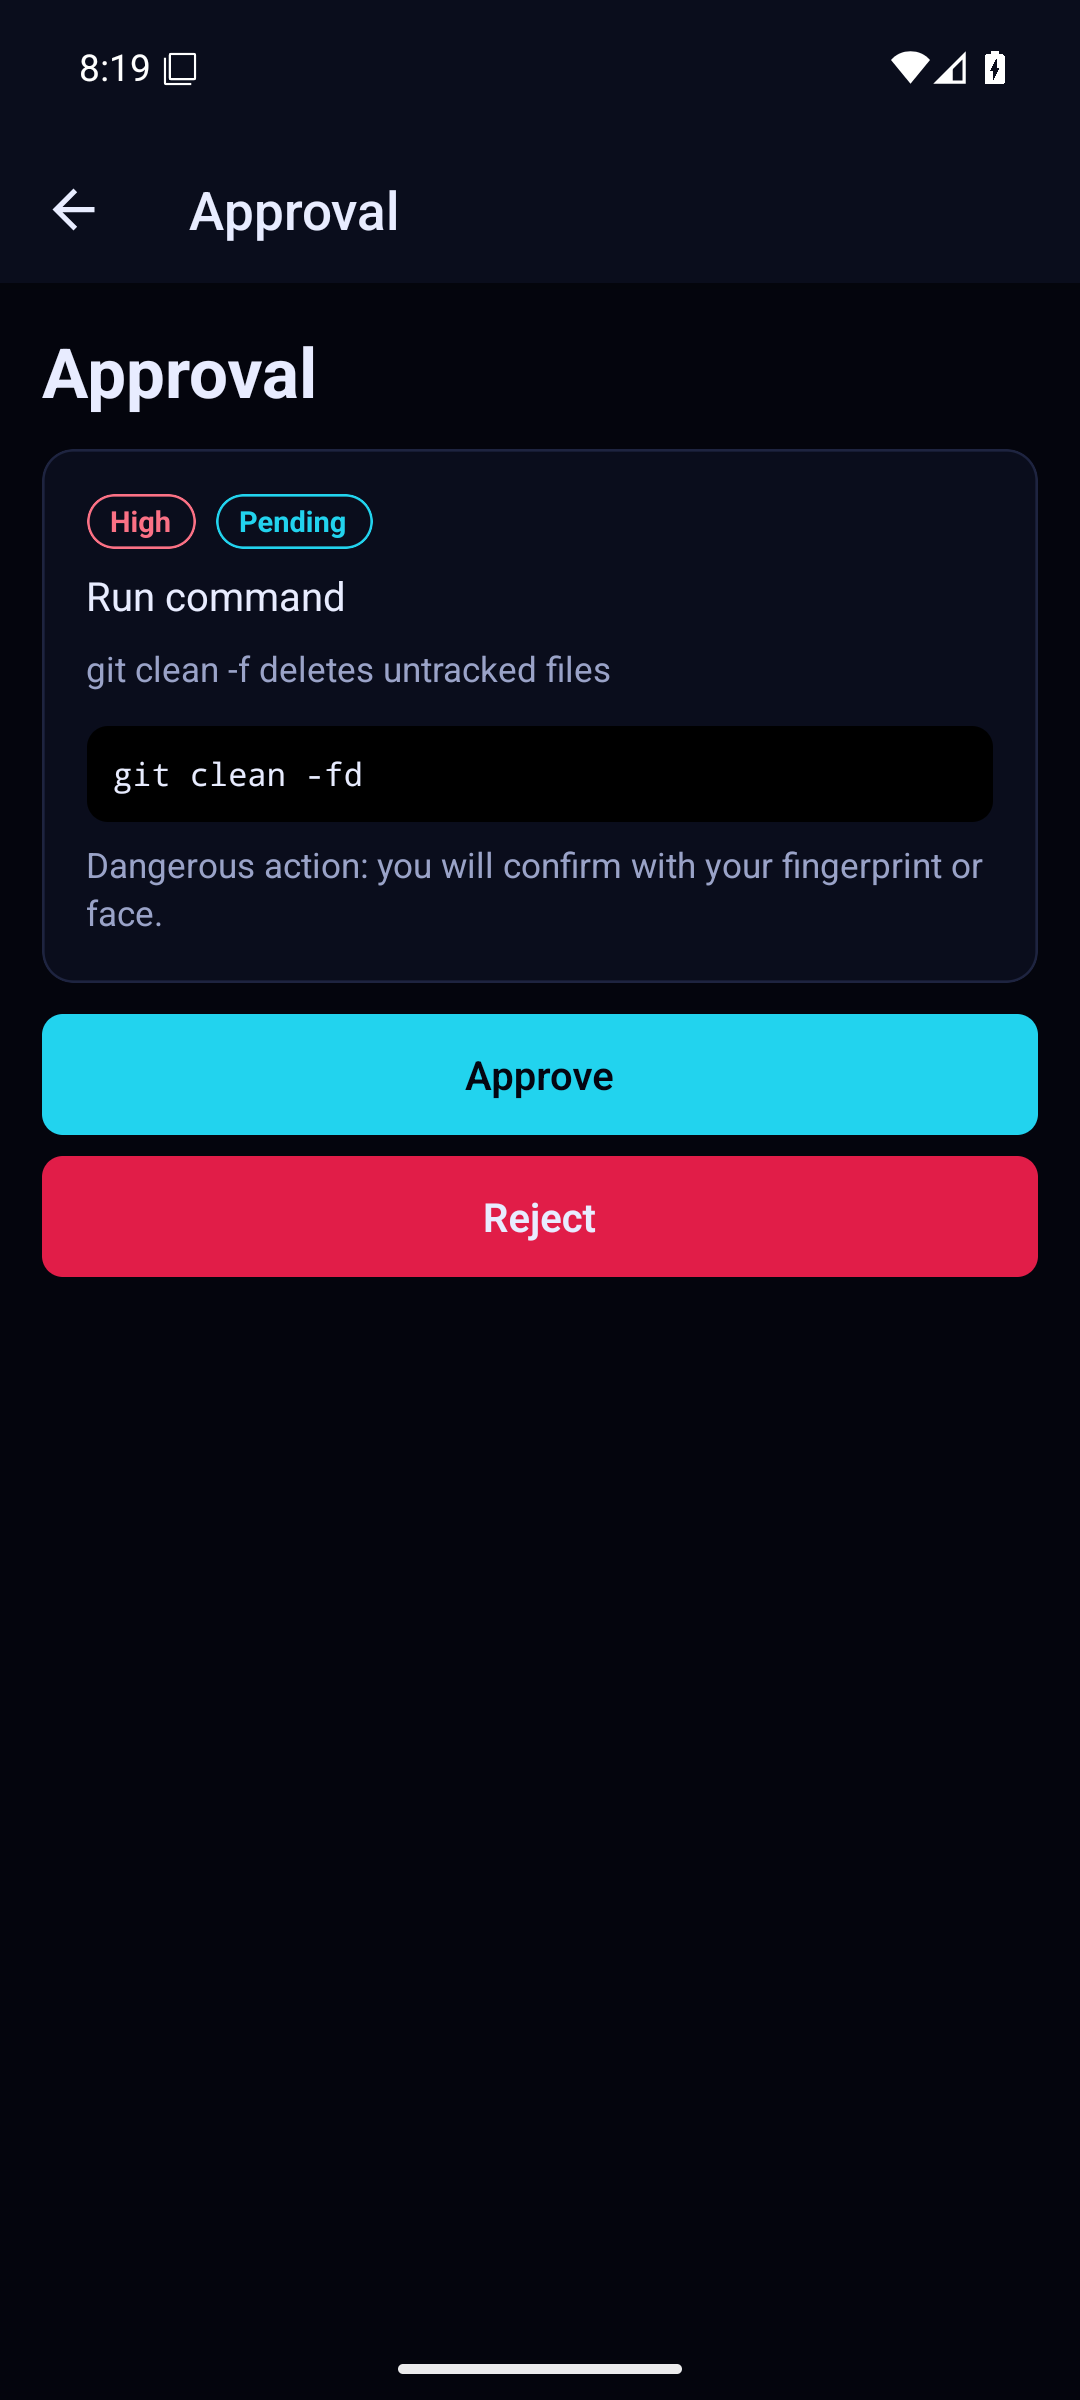 8:19
Approval
Approval
High Pending
Run command
git clean -f deletes untracked files
git clean -fd
Dangerous action: you will confirm with your fingerprint or
face.
Approve
Reject